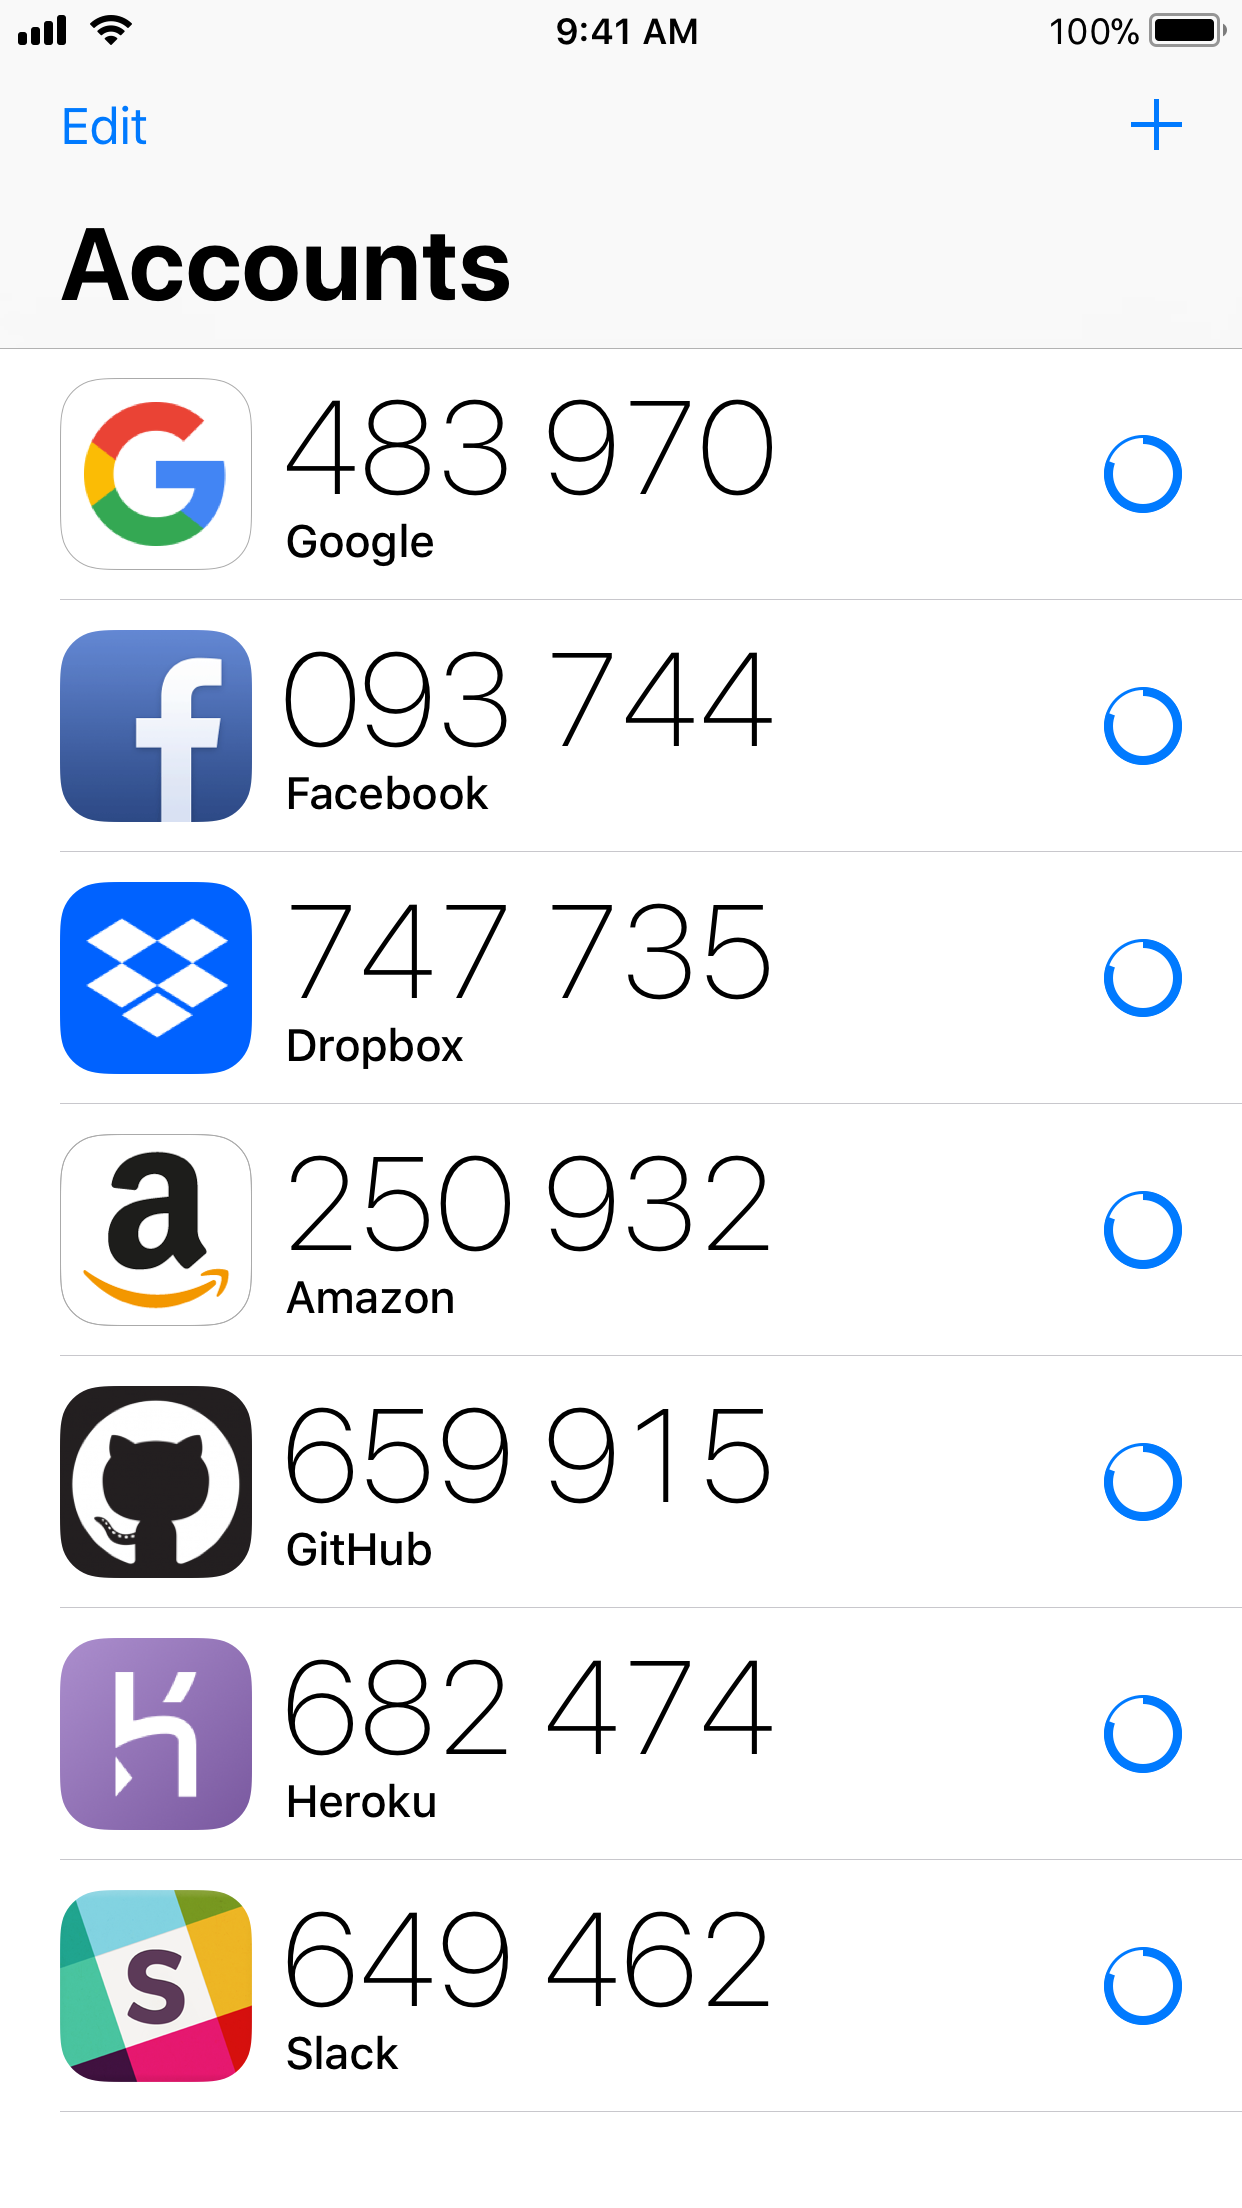 9:41 AM 100%
Edit
Accounts
483 970
Google
093 744
Facebook
747 735
Dropbox
250 932
Amazon
659 915
GitHub
682 474
Heroku
649 462
Slack